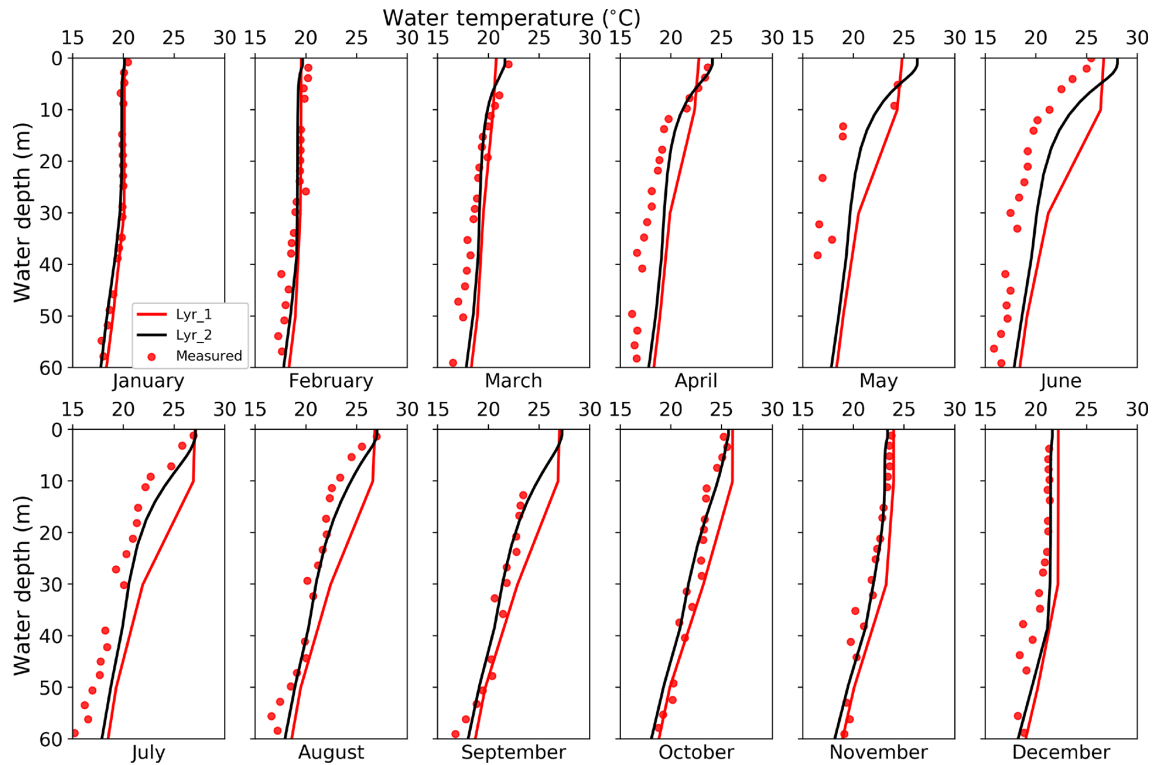 Water temperature (°C)
15 20 25 30 15 20 25 30 15 20 25 30 15 20 25 30 15 20 25 30 15 20 25 30
0
10
20
30
40
50
60
Water depth (m)
Lyr_1
Lyr_2
Measured
January February March April May June
15 20 25 30 15 20 25 30 15 20 25 30 15 20 25 30 15 20 25 30 15 20 25 30
0
10
20
30
40
50
60
Water depth (m)
July August September October November December